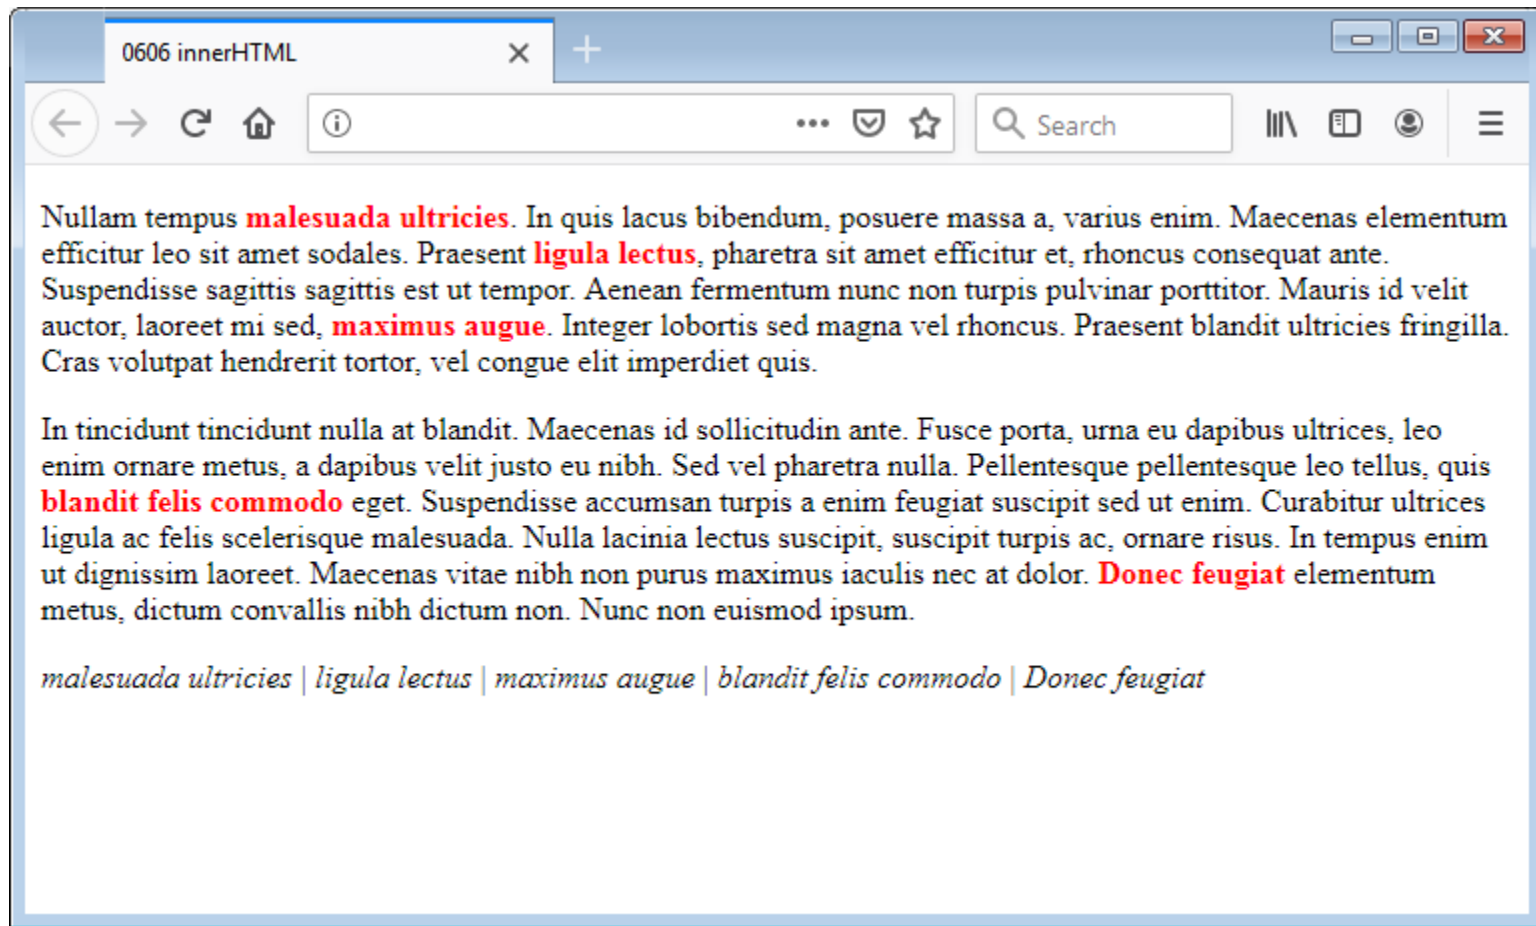 0606 innerHTML
Search
Nullam tempus malesuada ultricies. In quis lacus bibendum, posuere massa a, varius enim. Maecenas elementum
efficitur leo sit amet sodales. Praesent ligula lectus, pharetra sit amet efficitur et, rhoncus consequat ante.
Suspendisse sagittis sagittis est ut tempor. Aenean fermentum nunc non turpis pulvinar porttitor. Mauris id velit
auctor, laoreet mi sed, maximus augue. Integer lobortis sed magna vel rhoncus. Praesent blandit ultricies fringilla.
Cras volutpat hendrerit tortor, vel congue elit imperdiet quis.
In tincidunt tincidunt nulla at blandit. Maecenas id sollicitudin ante. Fusce porta, urna eu dapibus ultrices, leo
enim ornare metus, a dapibus velit justo eu nibh. Sed vel pharetra nulla. Pellentesque pellentesque leo tellus, quis
blandit felis commodo eget. Suspendisse accumsan turpis a enim feugiat suscipit sed ut enim. Curabitur ultrices
ligula ac felis scelerisque malesuada. Nulla lacinia lectus suscipit, suscipit turpis ac, ornare risus. In tempus enim
ut dignissim laoreet. Maecenas vitae nibh non purus maximus iaculis nec at dolor. Donec feugiat elementum
metus, dictum convallis nibh dictum non. Nunc non euismod ipsum.
malesuada ultricies | ligula lectus | maximus augue | blandit felis commodo | Donec feugiat